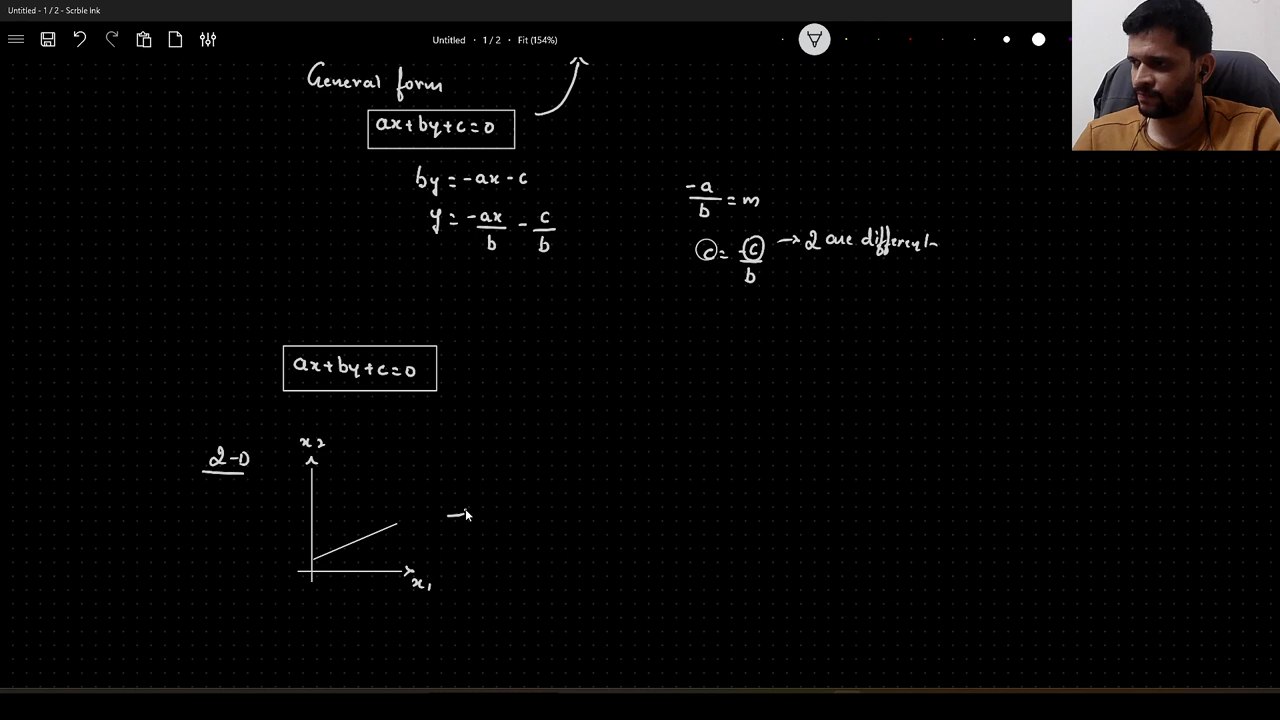 Untitled - 1 / 2 - Scrble Ink
Untitled · 1 / 2 · Fit (154%)
General form
ax+by+c=0
by = -ax - c
y = -ax/b - c/b
-a/b = m
c = -c/b → 2 are different
ax+by+c=0
2-D
x2
x1